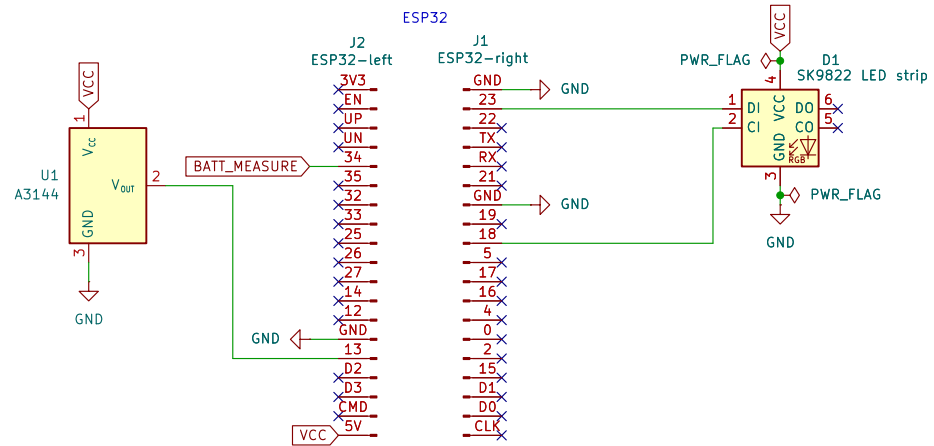 ESP32
VCC
1
VCC
U1
A3144
VOUT
2
GND
3
GND
J2
ESP32-left
3V3
EN
UP
UN
BATT_MEASURE
34
35
32
33
25
26
27
14
12
GND
GND
13
D2
D3
CMD
VCC
5V
J1
ESP32-right
GND
GND
23
22
TX
RX
21
GND
GND
19
18
5
17
16
4
0
2
15
D1
D0
CLK
VCC
PWR_FLAG
D1
SK9822 LED strip
4
1
DI
VCC
DO
6
2
CI
CO
5
GND
RGB
3
PWR_FLAG
GND